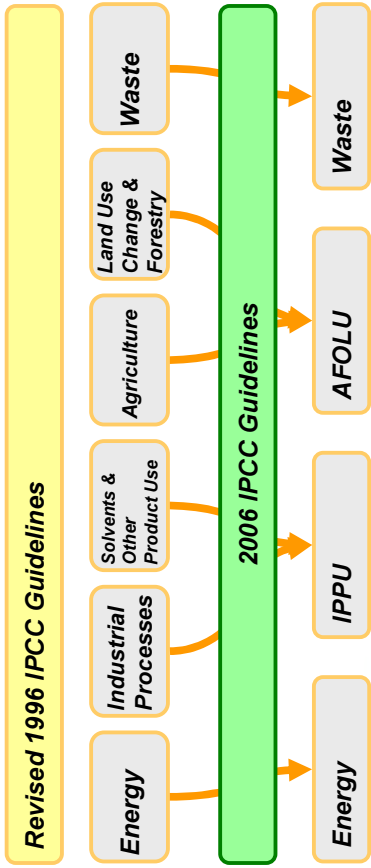 Revised 1996 IPCC Guidelines
Energy
Industrial
Processes
Solvents &
Other
Product Use
Agriculture
Land Use
Change &
Forestry
Waste
2006 IPCC Guidelines
Energy
IPPU
AFOLU
Waste